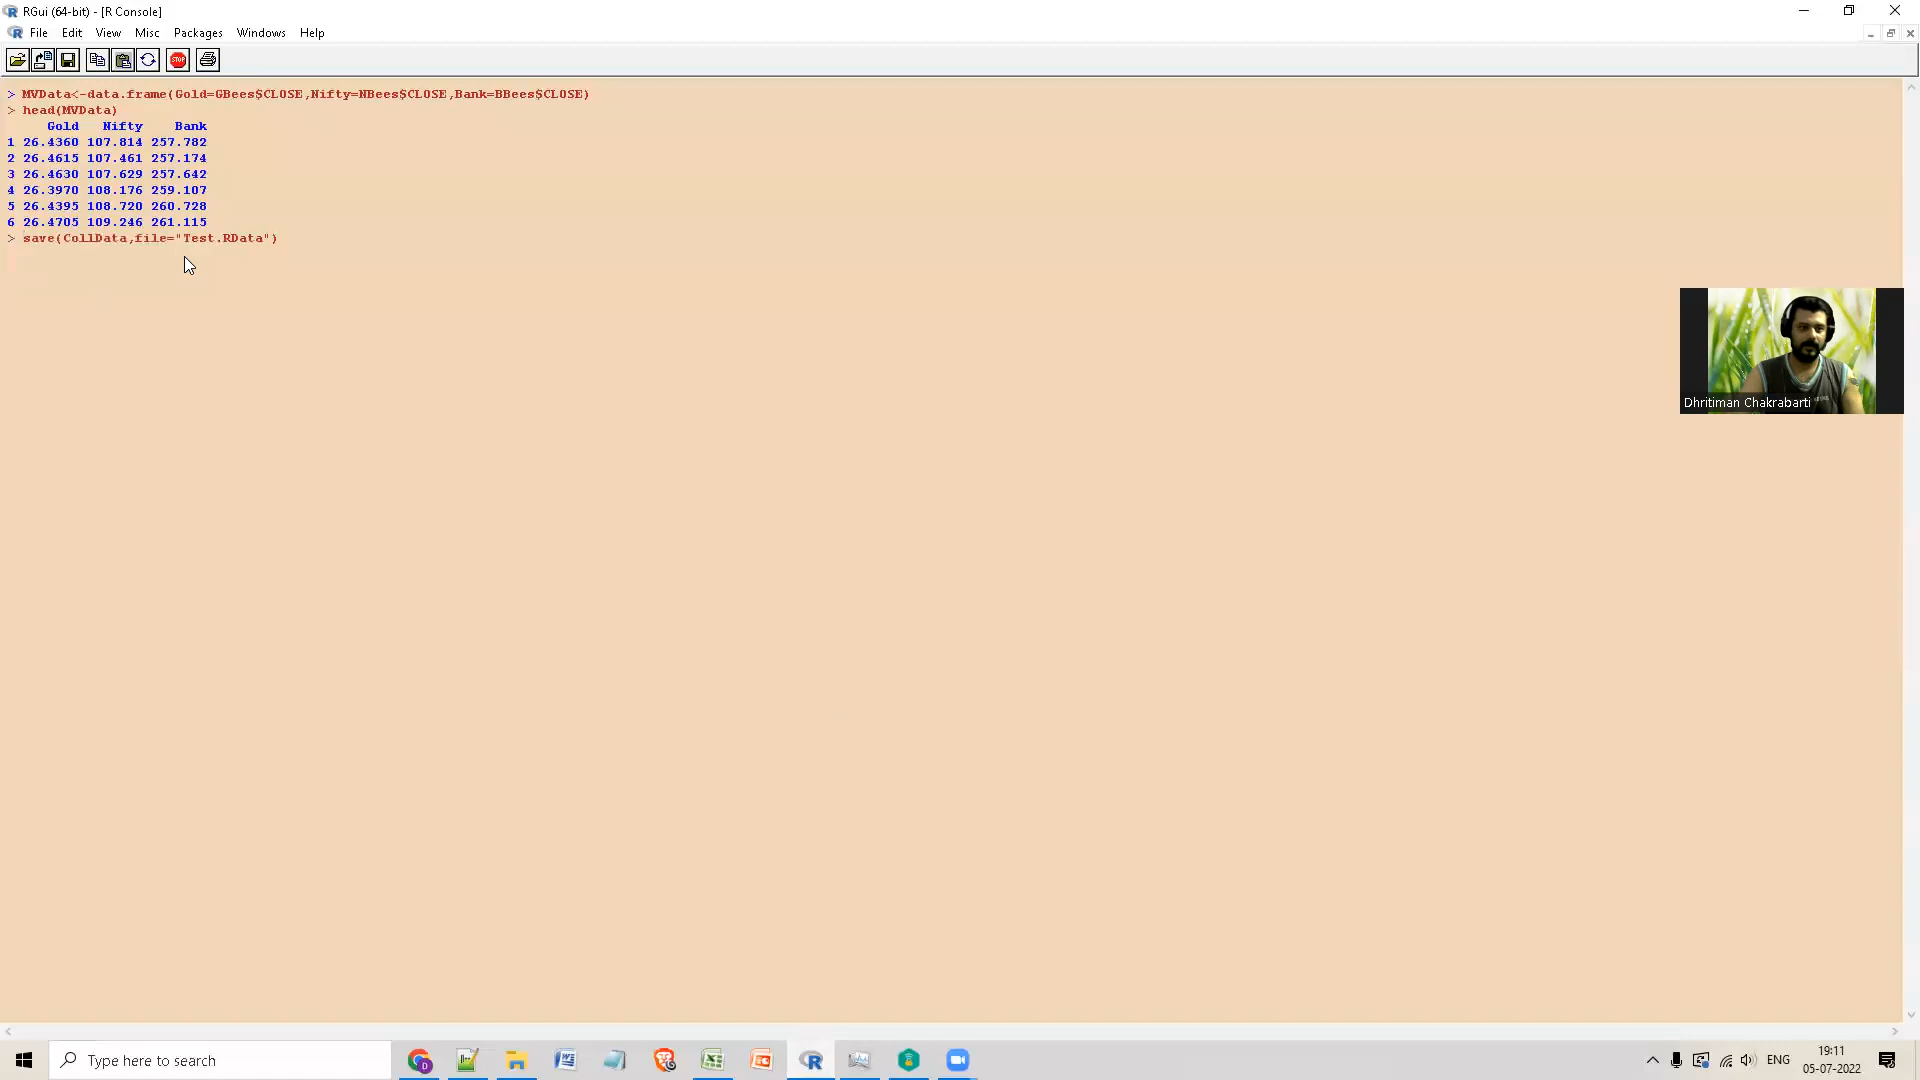 RGui (64-bit) - [R Console]
File Edit View Misc Packages Windows Help
STOP
> MVData<-data.frame(Gold=GBees$CLOSE,Nifty=NBees$CLOSE,Bank=BBees$CLOSE)
> head(MVData)
Gold Nifty Bank
1 26.4360 107.814 257.782
2 26.4615 107.461 257.174
3 26.4630 107.629 257.642
4 26.3970 108.176 259.107
5 26.4395 108.720 260.728
6 26.4705 109.246 261.115
> save(CollData,file="Test.RData")
Dhritiman Chakrabarti
Type here to search
ENG
19:11
05-07-2022